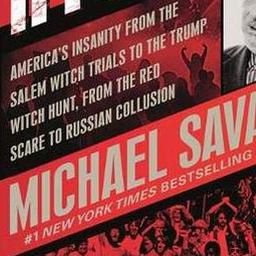 AMERICA'S INSANITY FROM THE
SALEM WITCH TRIALS TO THE TRUMP
WITCH HUNT, FROM THE RED
SCARE TO RUSSIAN COLLUSION
MICHAEL SAVA
#1 NEW YORK TIMES BESTSELLING